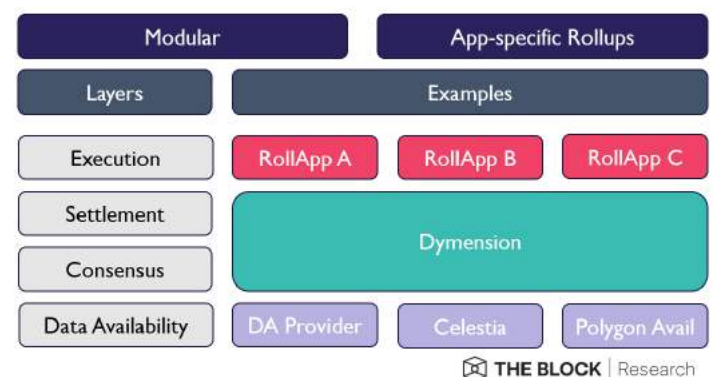 Modular
App-specific Rollups
Layers
Examples
Execution
RollApp A
RollApp B
RollApp C
Settlement
Dymension
Consensus
Data Availability
DA Provider
Celestia
Polygon Avail
THE BLOCK | Research